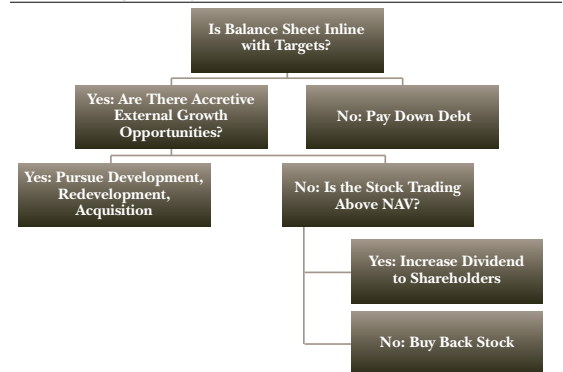 Is Balance Sheet Inline
with Targets?
Yes: Are There Accretive
External Growth
Opportunities?
No: Pay Down Debt
Yes: Pursue Development,
Redevelopment,
Acquisition
No: Is the Stock Trading
Above NAV?
Yes: Increase Dividend
to Shareholders
No: Buy Back Stock